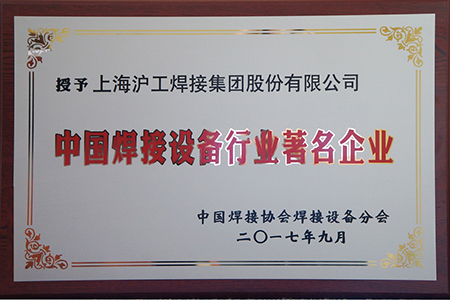 授予 上海沪工焊接集团股份有限公司
中国焊接设备行业著名企业
中国焊接协会焊接设备分会
二〇一七年九月